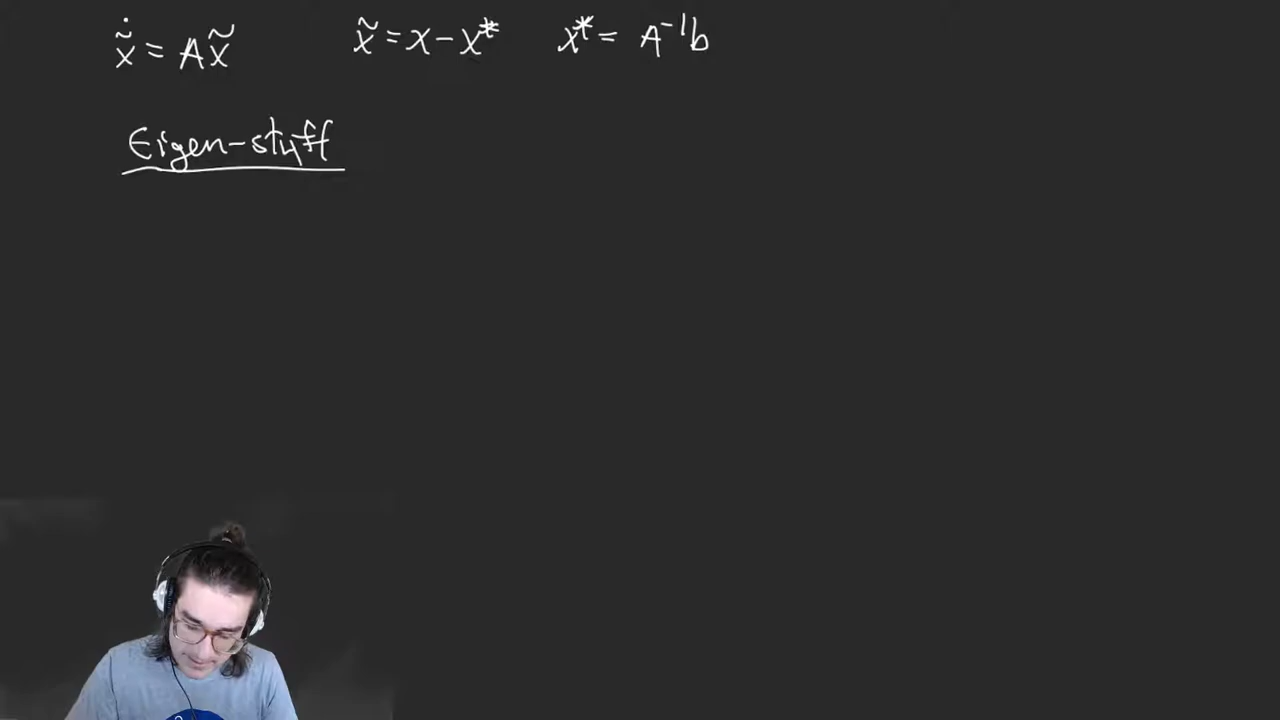 ẋ̃ = Ax̃ x̃ = x - x* x* = A⁻¹b
Eigen-stuff